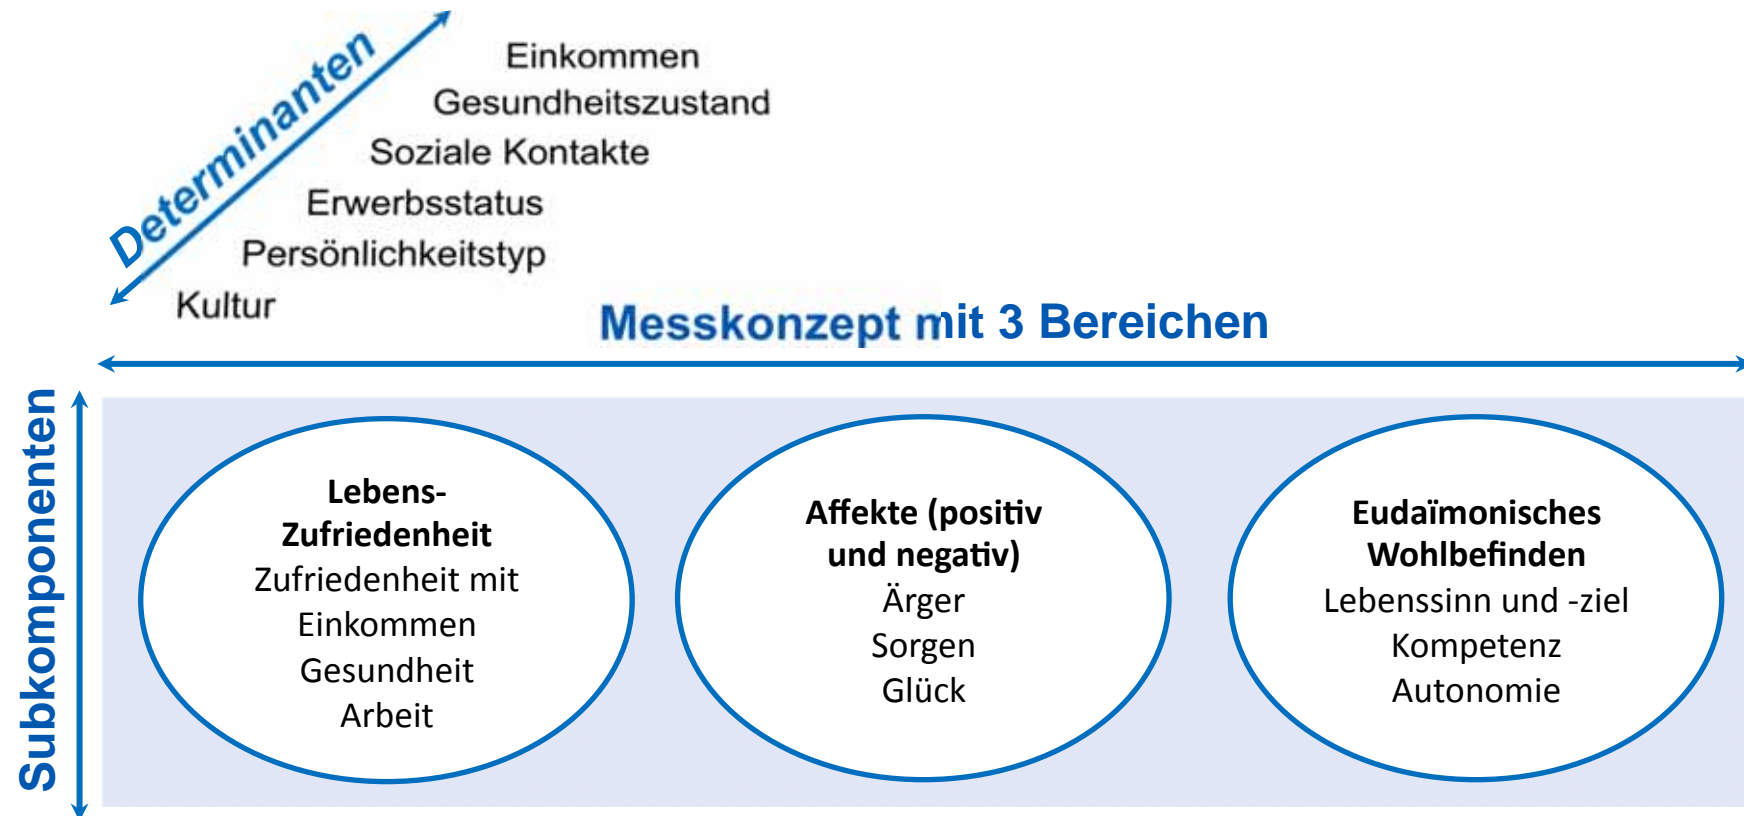 Determinanten
Einkommen
Gesundheitszustand
Soziale Kontakte
Erwerbsstatus
Persönlichkeitstyp
Kultur
Messkonzept mit 3 Bereichen
Subkomponenten
Lebens-
Zufriedenheit
Zufriedenheit mit
Einkommen
Gesundheit
Arbeit
Affekte (positiv
und negativ)
Ärger
Sorgen
Glück
Eudaïmonisches
Wohlbefinden
Lebenssinn und -ziel
Kompetenz
Autonomie